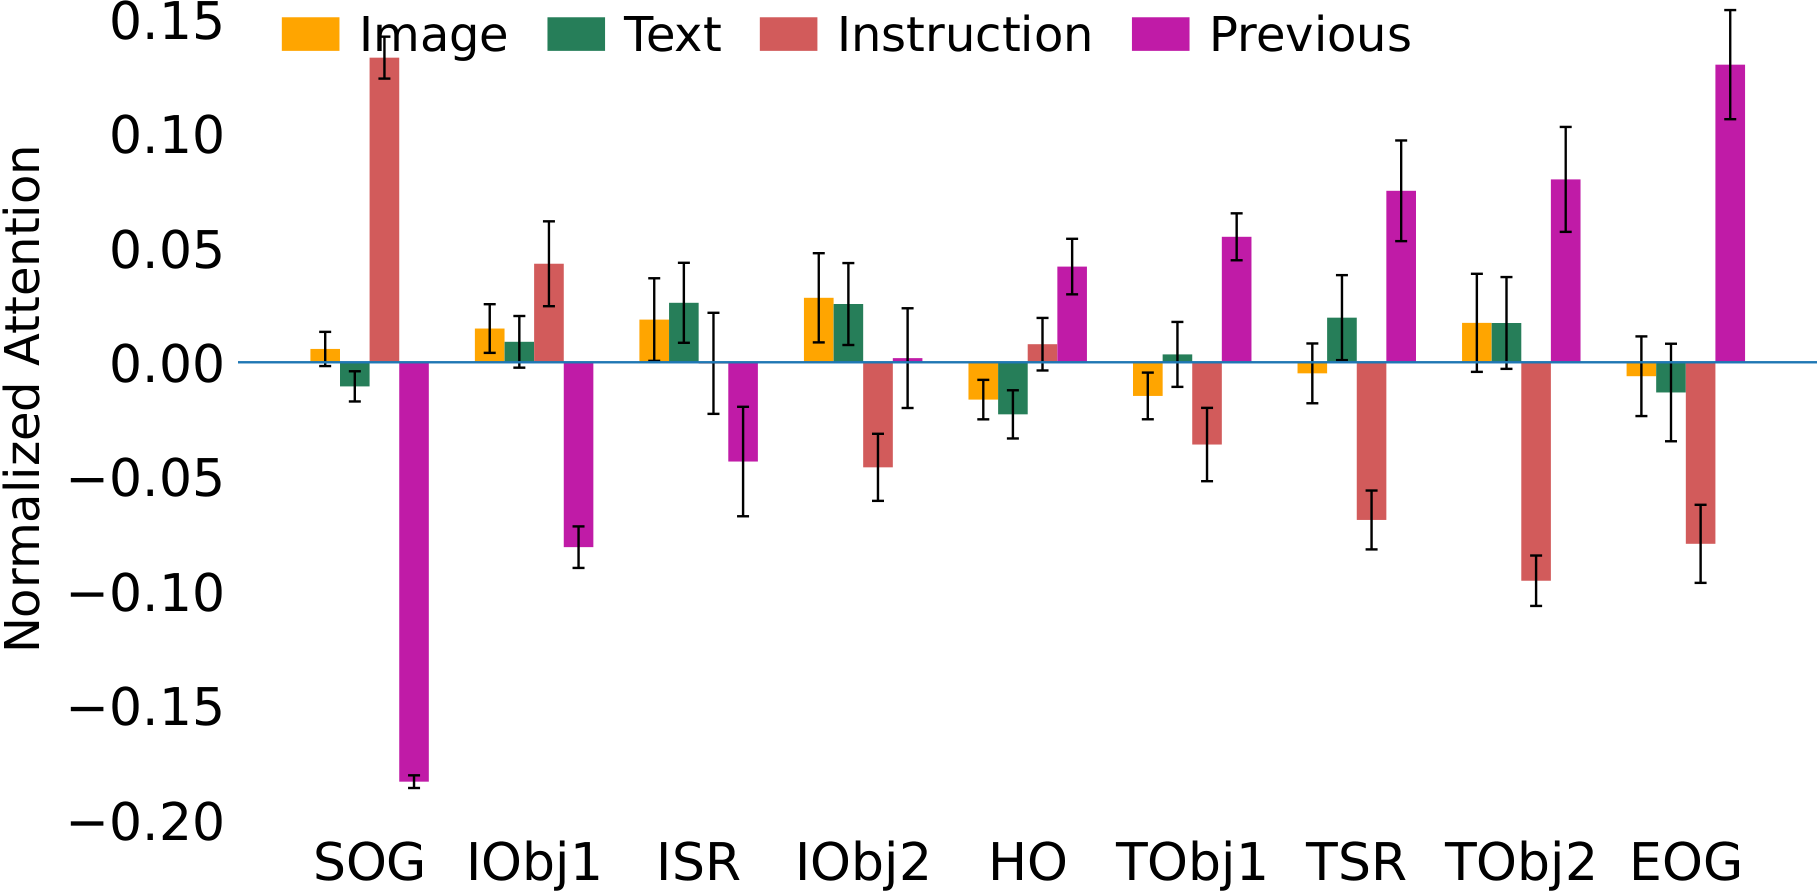 0.15
Image Text Instruction Previous
0.10
0.05
0.00
−0.05
−0.10
−0.15
−0.20
Normalized Attention
SOG IObj1 ISR IObj2 HO TObj1 TSR TObj2 EOG